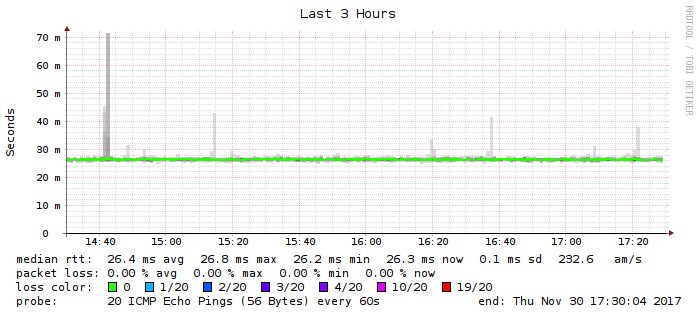 Last 3 Hours
RRDTOOL / TOBI OETIKER
Seconds
70 m
60 m
50 m
40 m
30 m
20 m
10 m
0
14:40 15:00 15:20 15:40 16:00 16:20 16:40 17:00 17:20
median rtt: 26.4 ms avg 26.8 ms max 26.2 ms min 26.3 ms now 0.1 ms sd 232.6 am/s
packet loss: 0.00 % avg 0.00 % max 0.00 % min 0.00 % now
loss color: 0 1/20 2/20 3/20 4/20 10/20 19/20
probe: 20 ICMP Echo Pings (56 Bytes) every 60s end: Thu Nov 30 17:30:04 2017